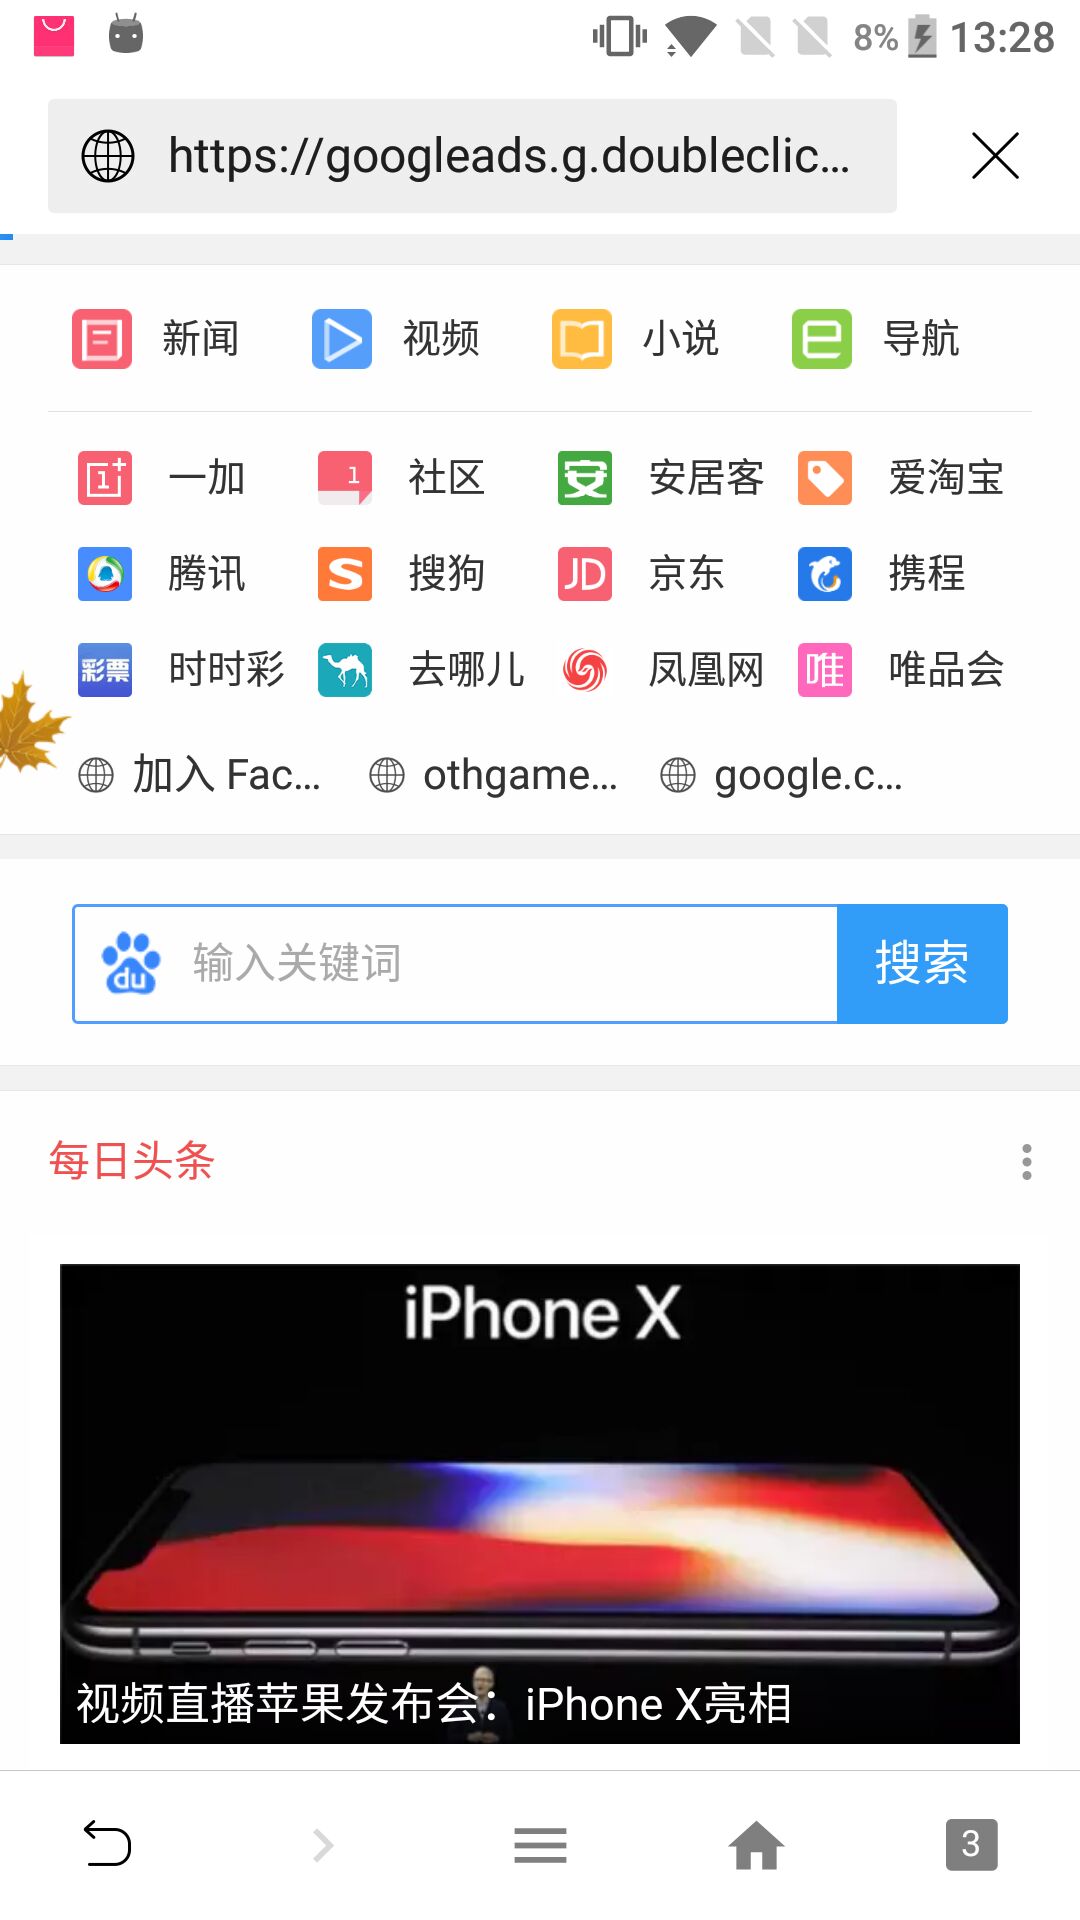 8% 13:28
https://googleads.g.doubleclic...
新闻 视频 小说 导航
一加 社区 安居客 爱淘宝
腾讯 搜狗 JD 京东 携程
彩票 时时彩 去哪儿 凤凰网 唯 唯品会
加入 Fac... othgame... google.c...
du 输入关键词 搜索
每日头条
iPhone X
视频直播苹果发布会：iPhone X亮相
3